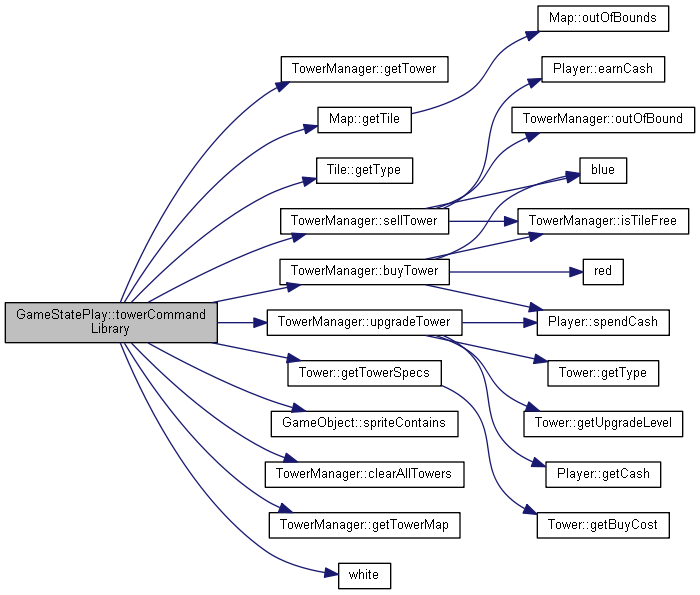 GameStatePlay::towerCommand
Library
TowerManager::getTower
Map::getTile
Tile::getType
TowerManager::sellTower
TowerManager::buyTower
TowerManager::upgradeTower
Tower::getTowerSpecs
GameObject::spriteContains
TowerManager::clearAllTowers
TowerManager::getTowerMap
white
Map::outOfBounds
Player::earnCash
TowerManager::outOfBound
blue
TowerManager::isTileFree
red
Player::spendCash
Tower::getType
Tower::getUpgradeLevel
Player::getCash
Tower::getBuyCost